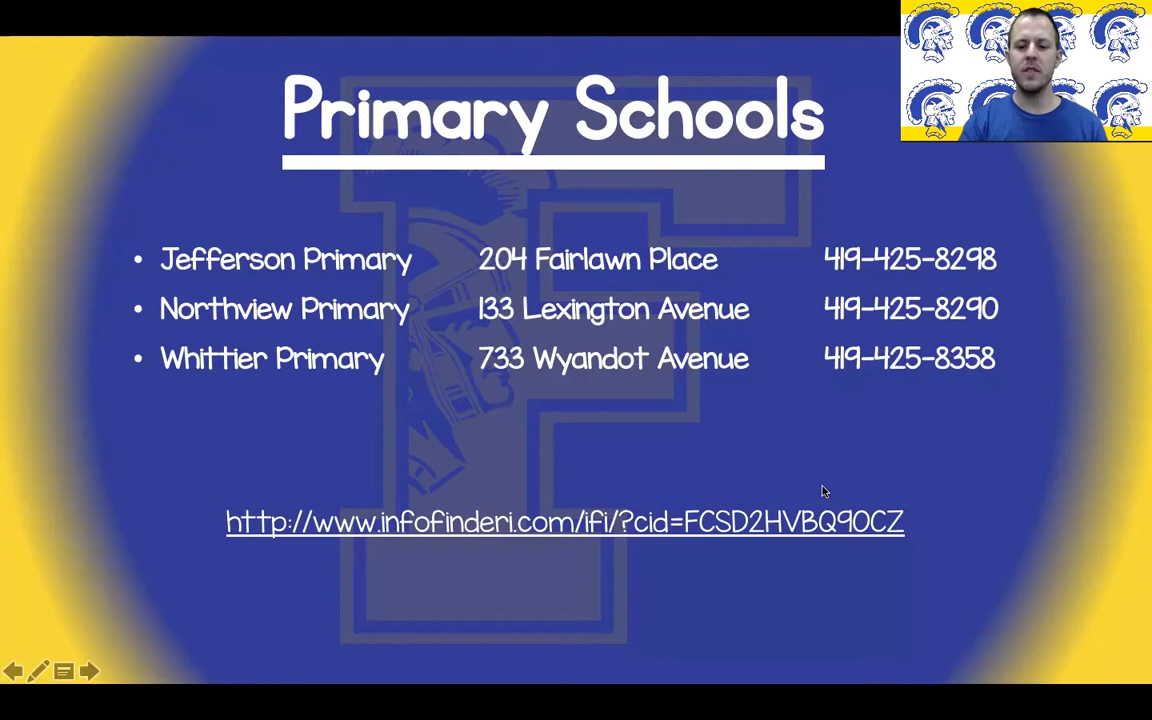 Primary Schools
• Jefferson Primary 204 Fairlawn Place 419-425-8298
• Northview Primary 133 Lexington Avenue 419-425-8290
• Whittier Primary 733 Wyandot Avenue 419-425-8358
http://www.infofinderi.com/ifi/?cid=FCSD2HVBQ90CZ